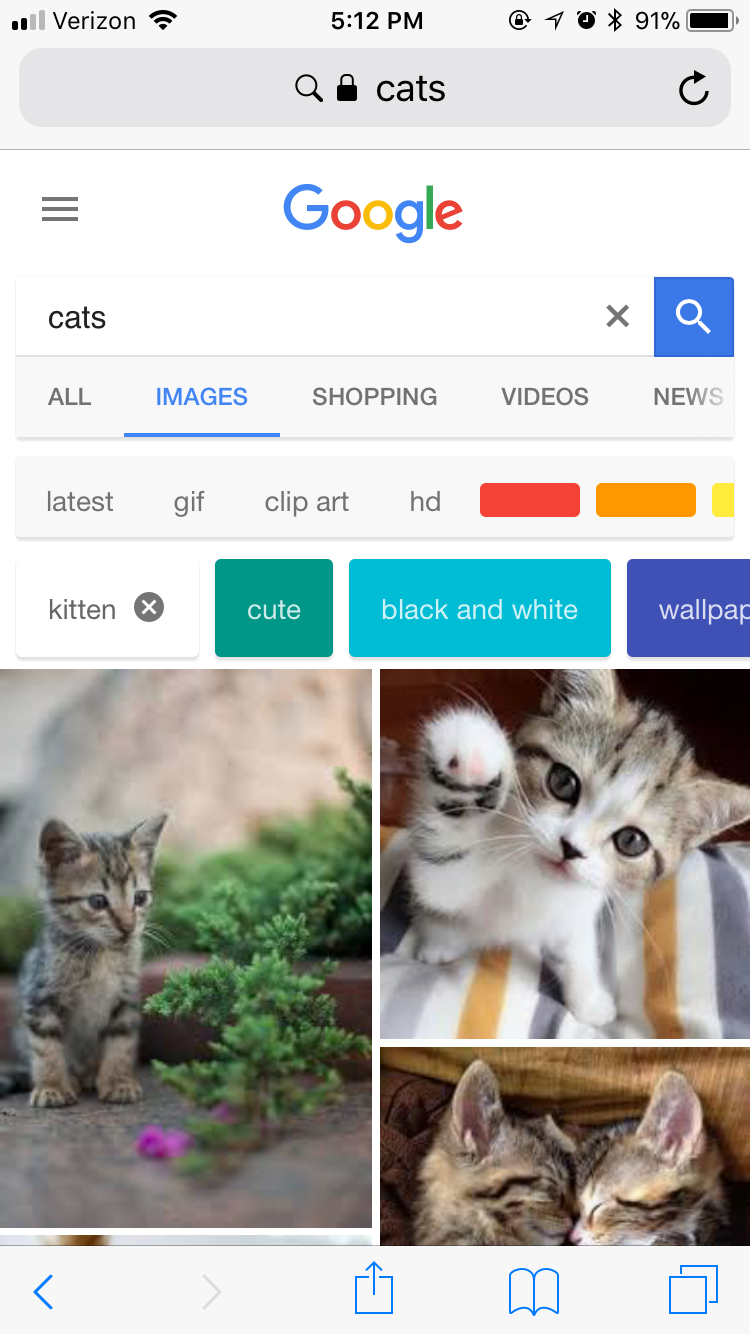 Verizon 5:12 PM 91%
cats
Google
cats
ALL IMAGES SHOPPING VIDEOS NEWS
latest gif clip art hd
kitten cute black and white wallpap